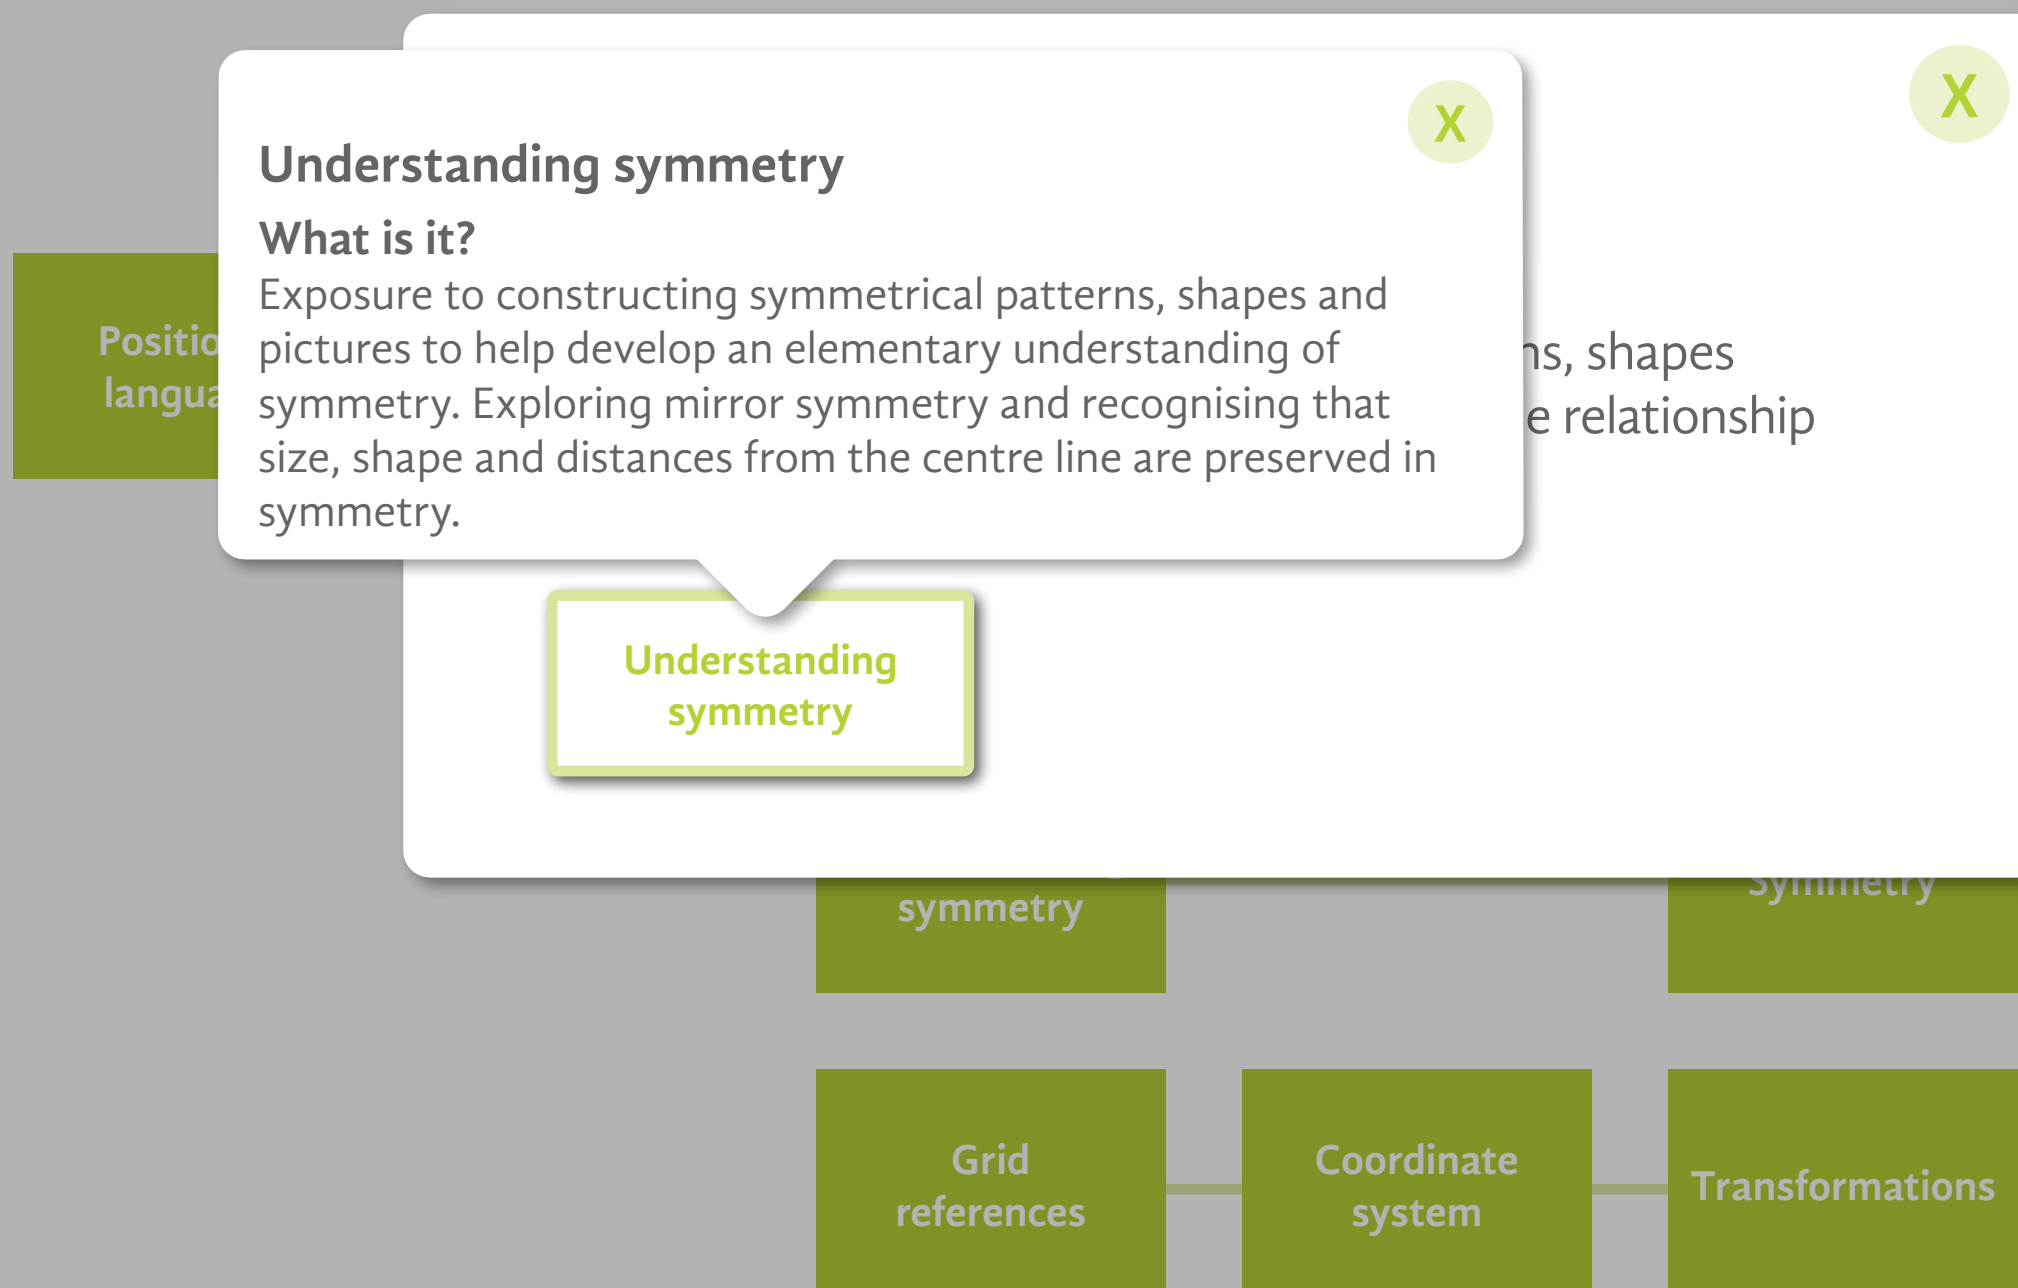 X
X
Understanding symmetry
What is it?
Exposure to constructing symmetrical patterns, shapes and
pictures to help develop an elementary understanding of
symmetry. Exploring mirror symmetry and recognising that
size, shape and distances from the centre line are preserved in
symmetry.
shapes
relationship
Understanding
symmetry
symmetry
Symmetry
Grid
references
Coordinate
system
Transformations